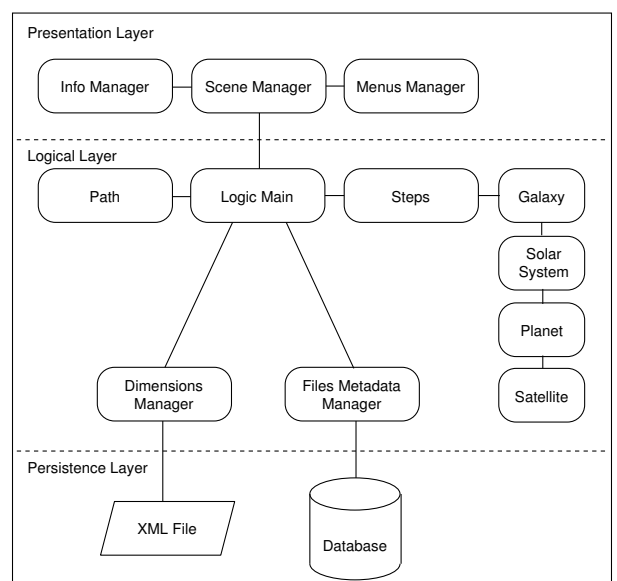 Presentation Layer
Info Manager
Scene Manager
Menus Manager
Logical Layer
Path
Logic Main
Steps
Galaxy
Solar
System
Planet
Satellite
Dimensions
Manager
Files Metadata
Manager
Persistence Layer
XML File
Database